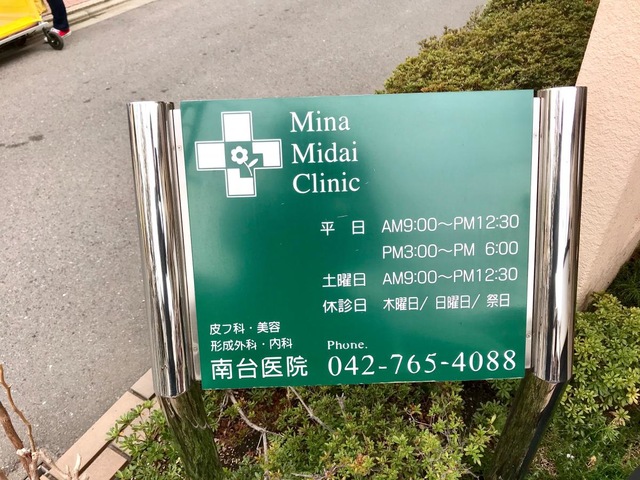 Mina
Midai
Clinic
平 日 AM9:00～PM12:30
PM3:00～PM 6:00
土曜日 AM9:00～PM12:30
休診日 木曜日/ 日曜日/ 祭日
皮フ科・美容
形成外科・内科
南台医院
Phone.
042-765-4088